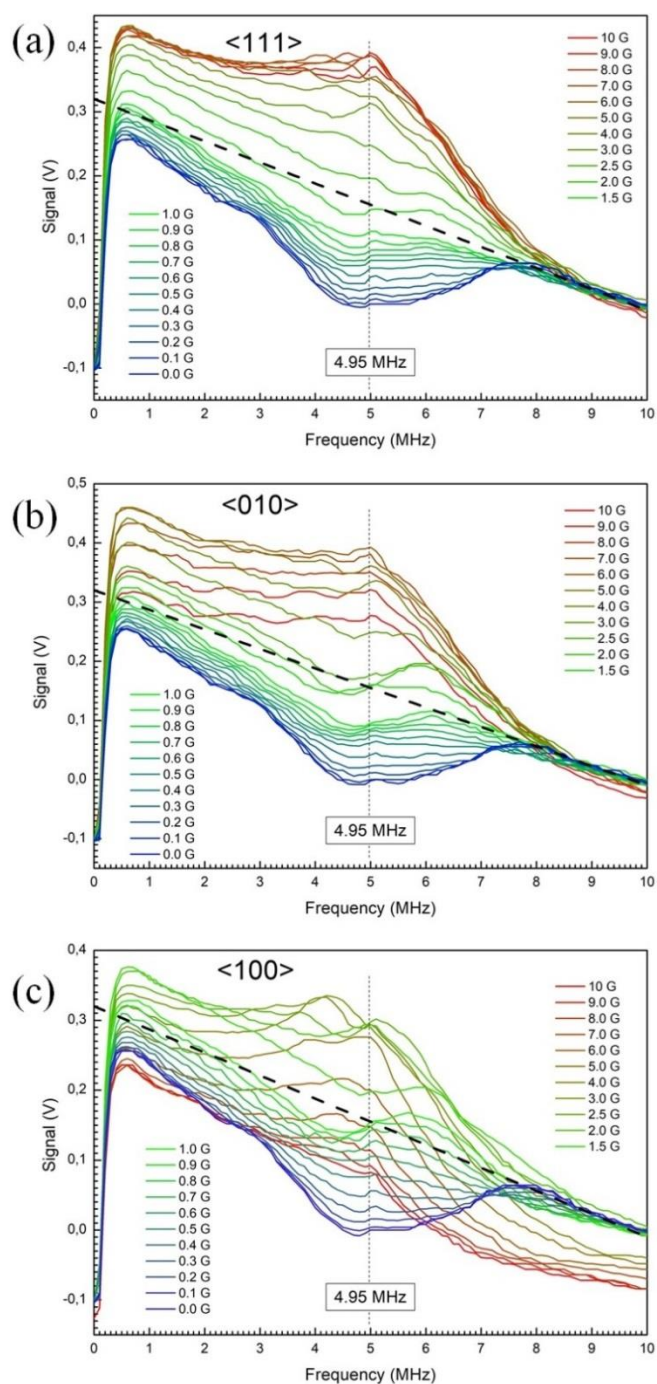 (a)
<111>
0,4
0,3
0,2
0,1
0,0
-0,1
Signal (V)
10 G
9.0 G
8.0 G
7.0 G
6.0 G
5.0 G
4.0 G
3.0 G
2.5 G
2.0 G
1.5 G
1.0 G
0.9 G
0.8 G
0.7 G
0.6 G
0.5 G
0.4 G
0.3 G
0.2 G
0.1 G
0.0 G
4.95 MHz
0 1 2 3 4 5 6 7 8 9 10
Frequency (MHz)
(b)
<010>
0,5
0,4
0,3
0,2
0,1
0,0
-0,1
Signal (V)
10 G
9.0 G
8.0 G
7.0 G
6.0 G
5.0 G
4.0 G
3.0 G
2.5 G
2.0 G
1.5 G
1.0 G
0.9 G
0.8 G
0.7 G
0.6 G
0.5 G
0.4 G
0.3 G
0.2 G
0.1 G
0.0 G
4.95 MHz
0 1 2 3 4 5 6 7 8 9 10
Frequency (MHz)
(c)
<100>
0,4
0,3
0,2
0,1
0,0
-0,1
Signal (V)
10 G
9.0 G
8.0 G
7.0 G
6.0 G
5.0 G
4.0 G
3.0 G
2.5 G
2.0 G
1.5 G
1.0 G
0.9 G
0.8 G
0.7 G
0.6 G
0.5 G
0.4 G
0.3 G
0.2 G
0.1 G
0.0 G
4.95 MHz
0 1 2 3 4 5 6 7 8 9 10
Frequency (MHz)